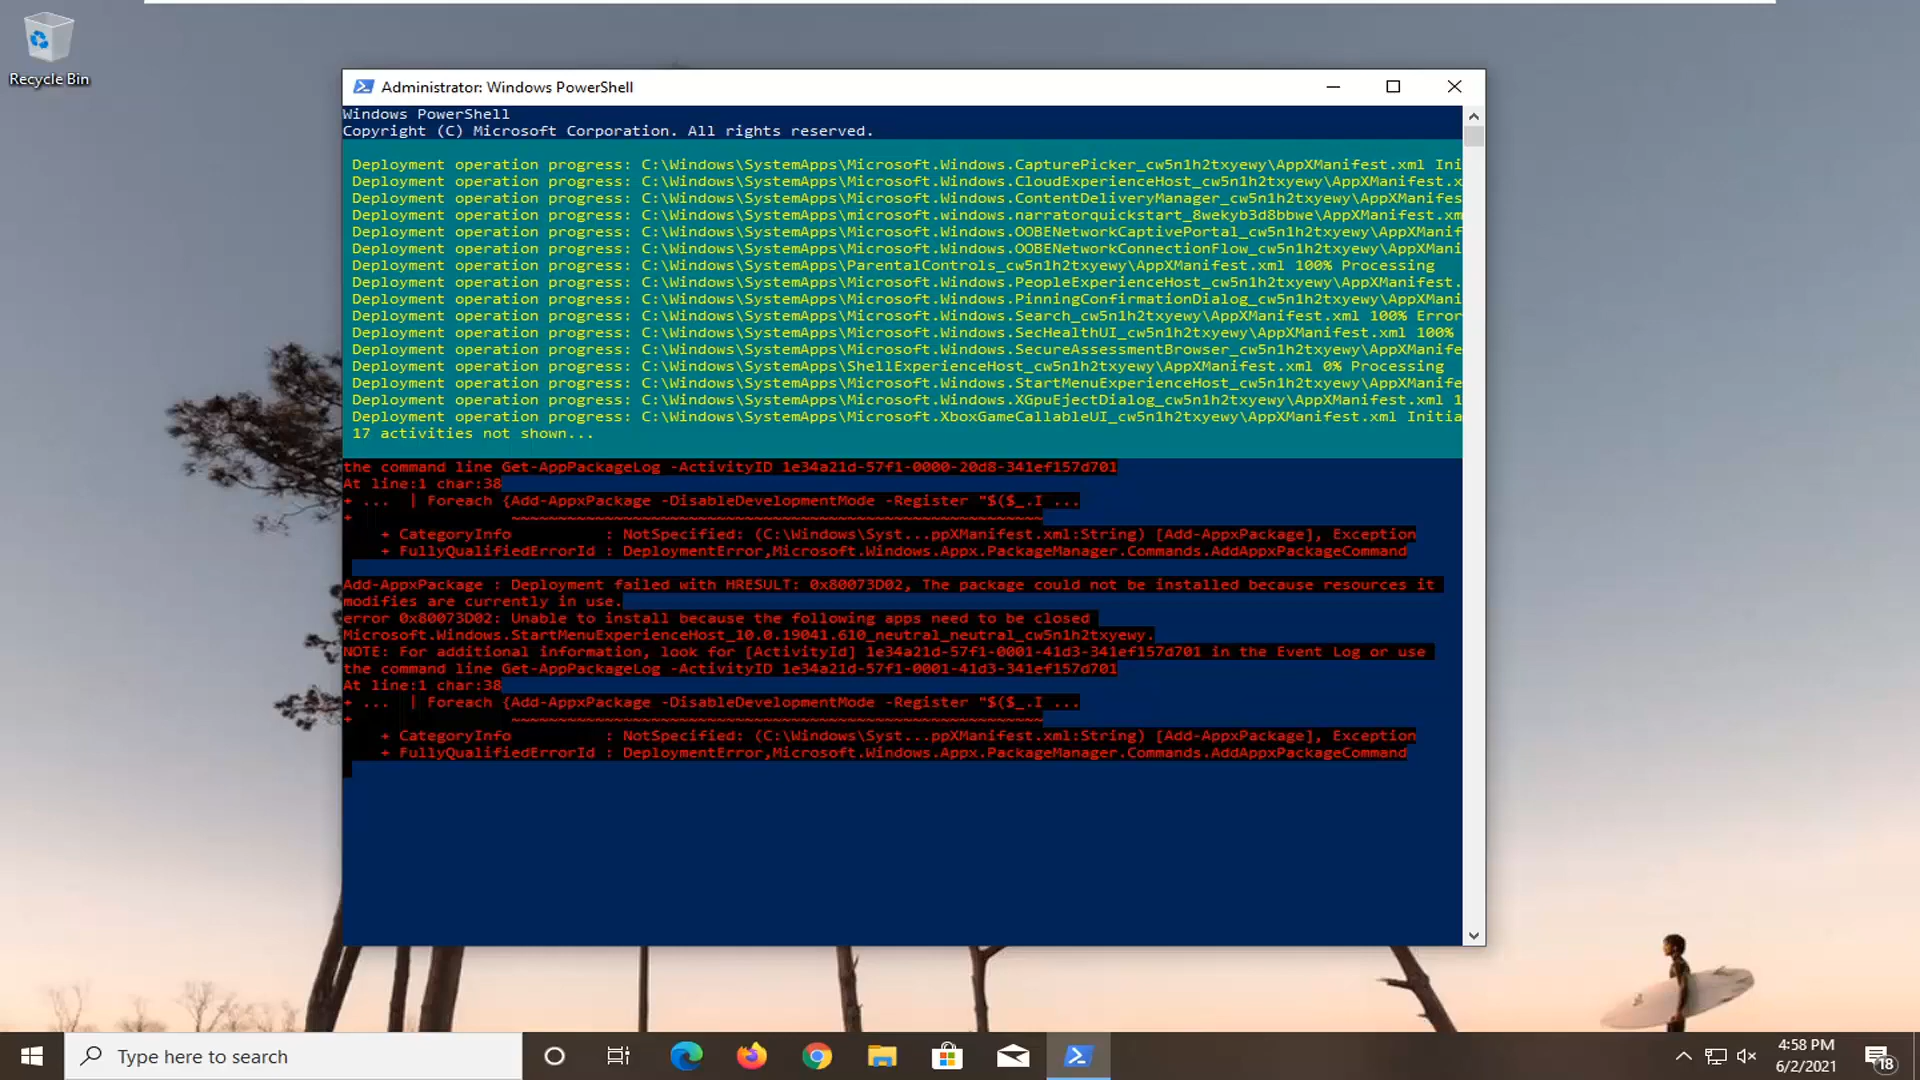 Recycle Bin
Administrator: Windows PowerShell
Windows PowerShell
Copyright (C) Microsoft Corporation. All rights reserved.
Deployment operation progress: C:\Windows\SystemApps\Microsoft.Windows.CapturePicker_cw5n1h2txyewy\AppXManifest.xml Ini
Deployment operation progress: C:\Windows\SystemApps\Microsoft.Windows.CloudExperienceHost_cw5n1h2txyewy\AppXManifest.x
Deployment operation progress: C:\Windows\SystemApps\Microsoft.Windows.ContentDeliveryManager_cw5n1h2txyewy\AppXManifes
Deployment operation progress: C:\Windows\SystemApps\microsoft.windows.narratorquickstart_8wekyb3d8bbwe\AppXManifest.xm
Deployment operation progress: C:\Windows\SystemApps\Microsoft.Windows.OOBENetworkCaptivePortal_cw5n1h2txyewy\AppXManif
Deployment operation progress: C:\Windows\SystemApps\Microsoft.Windows.OOBENetworkConnectionFlow_cw5n1h2txyewy\AppXMani
Deployment operation progress: C:\Windows\SystemApps\ParentalControls_cw5n1h2txyewy\AppXManifest.xml 100% Processing
Deployment operation progress: C:\Windows\SystemApps\Microsoft.Windows.PeopleExperienceHost_cw5n1h2txyewy\AppXManifest.
Deployment operation progress: C:\Windows\SystemApps\Microsoft.Windows.PinningConfirmationDialog_cw5n1h2txyewy\AppXMani
Deployment operation progress: C:\Windows\SystemApps\Microsoft.Windows.Search_cw5n1h2txyewy\AppXManifest.xml 100% Error
Deployment operation progress: C:\Windows\SystemApps\Microsoft.Windows.SecHealthUI_cw5n1h2txyewy\AppXManifest.xml 100%
Deployment operation progress: C:\Windows\SystemApps\Microsoft.Windows.SecureAssessmentBrowser_cw5n1h2txyewy\AppXManife
Deployment operation progress: C:\Windows\SystemApps\ShellExperienceHost_cw5n1h2txyewy\AppXManifest.xml 0% Processing
Deployment operation progress: C:\Windows\SystemApps\Microsoft.Windows.StartMenuExperienceHost_cw5n1h2txyewy\AppXManife
Deployment operation progress: C:\Windows\SystemApps\Microsoft.Windows.XGpuEjectDialog_cw5n1h2txyewy\AppXManifest.xml 1
Deployment operation progress: C:\Windows\SystemApps\Microsoft.XboxGameCallableUI_cw5n1h2txyewy\AppXManifest.xml Initia
17 activities not shown...
the command line Get-AppPackageLog -ActivityID 1e34a21d-57f1-0000-20d8-341ef157d701
At line:1 char:38
+ ...  | Foreach {Add-AppxPackage -DisableDevelopmentMode -Register "$($_.I ...
+                 ~~~~~~~~~~~~~~~~~~~~~~~~~~~~~~~~~~~~~~~~~~~~~~~~~~~~~~~~~
    + CategoryInfo          : NotSpecified: (C:\Windows\Syst...ppXManifest.xml:String) [Add-AppxPackage], Exception
    + FullyQualifiedErrorId : DeploymentError,Microsoft.Windows.Appx.PackageManager.Commands.AddAppxPackageCommand
Add-AppxPackage : Deployment failed with HRESULT: 0x80073D02, The package could not be installed because resources it
modifies are currently in use.
error 0x80073D02: Unable to install because the following apps need to be closed
Microsoft.Windows.StartMenuExperienceHost_10.0.19041.610_neutral_neutral_cw5n1h2txyewy.
NOTE: For additional information, look for [ActivityId] 1e34a21d-57f1-0001-41d3-341ef157d701 in the Event Log or use
the command line Get-AppPackageLog -ActivityID 1e34a21d-57f1-0001-41d3-341ef157d701
At line:1 char:38
+ ...  | Foreach {Add-AppxPackage -DisableDevelopmentMode -Register "$($_.I ...
+                 ~~~~~~~~~~~~~~~~~~~~~~~~~~~~~~~~~~~~~~~~~~~~~~~~~~~~~~~~~
    + CategoryInfo          : NotSpecified: (C:\Windows\Syst...ppXManifest.xml:String) [Add-AppxPackage], Exception
    + FullyQualifiedErrorId : DeploymentError,Microsoft.Windows.Appx.PackageManager.Commands.AddAppxPackageCommand
Type here to search
4:58 PM
6/2/2021
18